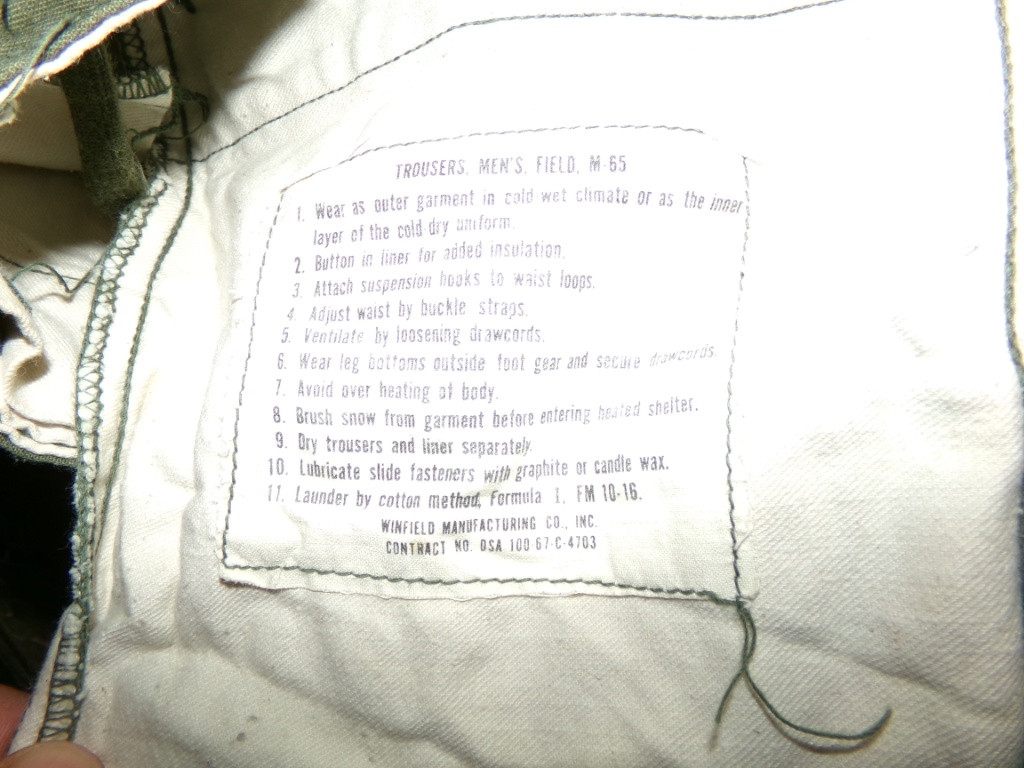 TROUSERS, MEN'S, FIELD, M-65
1. Wear as outer garment in cold-wet climate or as the inner
layer of the cold dry uniform.
2. Button in liner for added insulation.
3. Attach suspension hooks to waist loops.
4. Adjust waist by buckle straps.
5. Ventilate by loosening drawcords.
6. Wear leg bottoms outside foot gear and secure drawcords.
7. Avoid over heating of body.
8. Brush snow from garment before entering heated shelter.
9. Dry trousers and liner separately.
10. Lubricate slide fasteners with graphite or candle wax.
11. Launder by cotton method, Formula I, FM 10-16.
WINFIELD MANUFACTURING CO., INC.
CONTRACT NO. DSA 100-67-C-4703